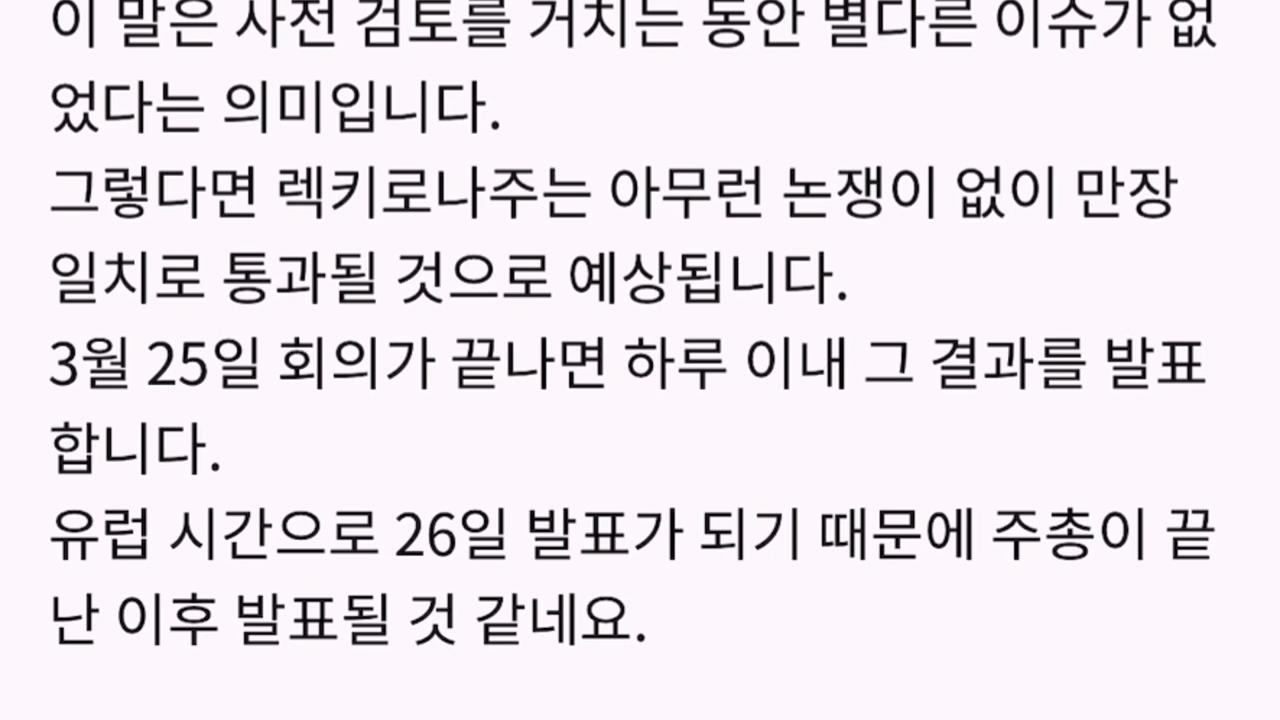 이 말은 사전 검토를 거치는 동안 별다른 이슈가 없
었다는 의미입니다.
그렇다면 렉키로나주는 아무런 논쟁이 없이 만장
일치로 통과될 것으로 예상됩니다.
3월 25일 회의가 끝나면 하루 이내 그 결과를 발표
합니다.
유럽 시간으로 26일 발표가 되기 때문에 주총이 끝
난 이후 발표될 것 같네요.